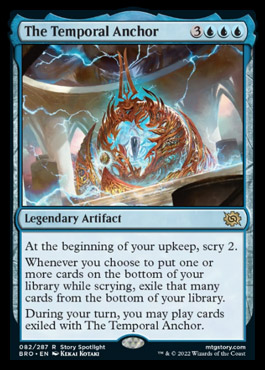 The Temporal Anchor 3
Legendary Artifact
At the beginning of your upkeep, scry 2.
Whenever you choose to put one or
more cards on the bottom of your
library while scrying, exile that many
cards from the bottom of your library.
During your turn, you may play cards
exiled with The Temporal Anchor.
082/287 R Story Spotlight mtgstory.com
BRO • EN KEKAI KOTAKI ™ & © 2022 Wizards of the Coast